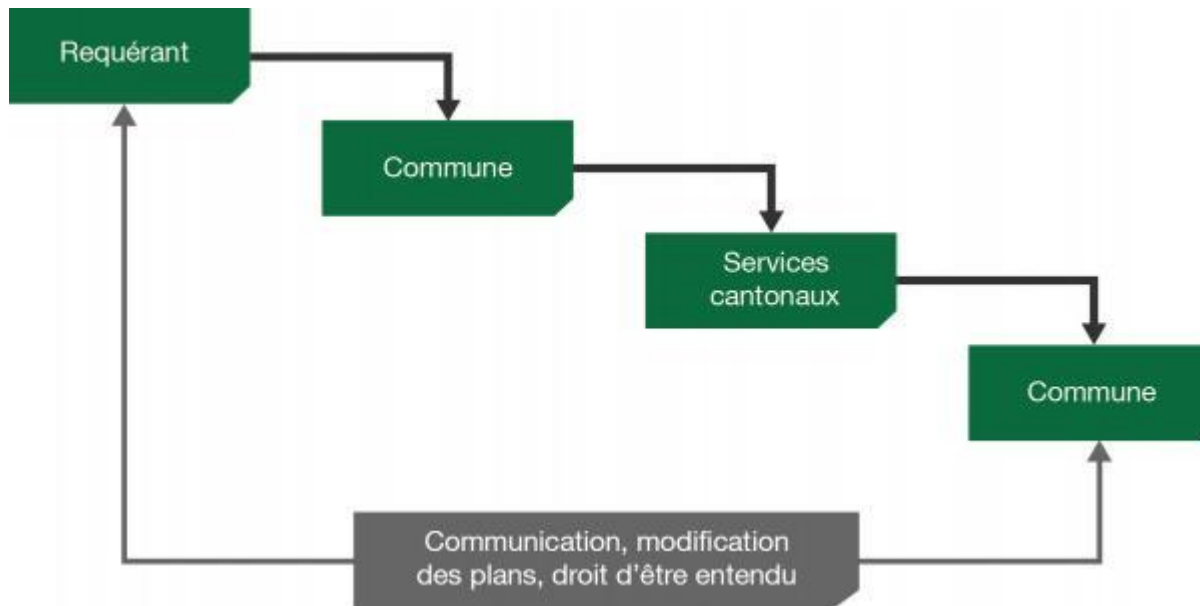 Requérant
Commune
Services
cantonaux
Commune
Communication, modification
des plans, droit d'être entendu